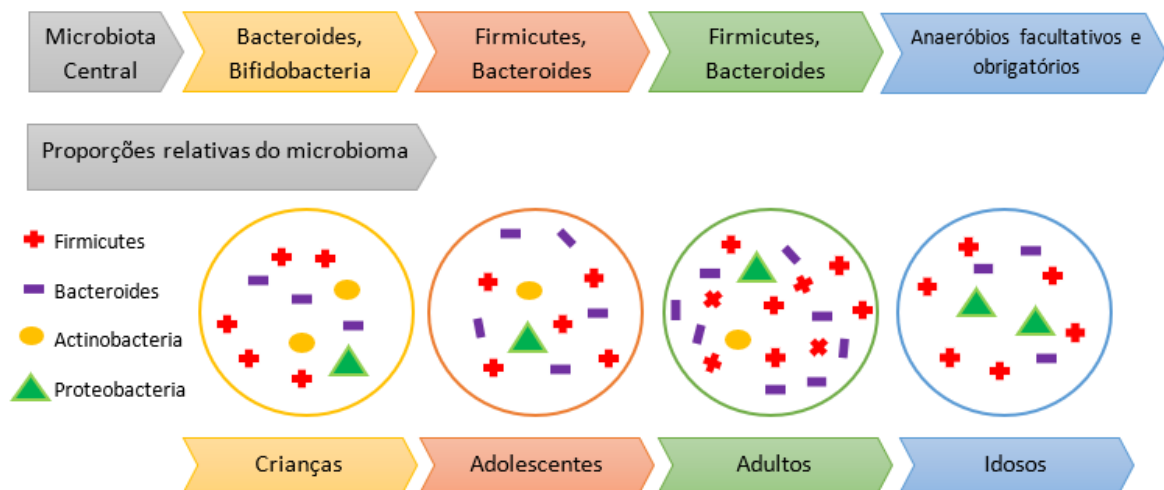 Microbiota
Central
Bacteroides,
Bifidobacteria
Firmicutes,
Bacteroides
Firmicutes,
Bacteroides
Anaeróbios facultativos e
obrigatórios
Proporções relativas do microbioma
Firmicutes
Bacteroides
Actinobacteria
Proteobacteria
Crianças
Adolescentes
Adultos
Idosos